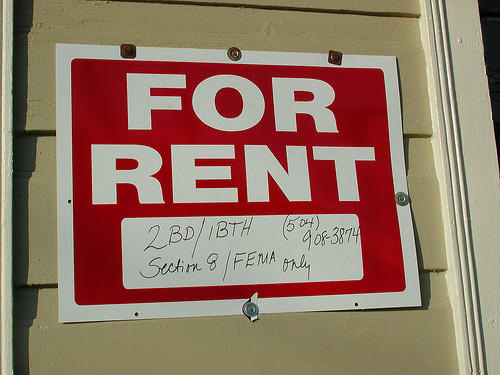 FOR
RENT
2BD/1BTH (504)
908-3874
Section 8/FEMA only